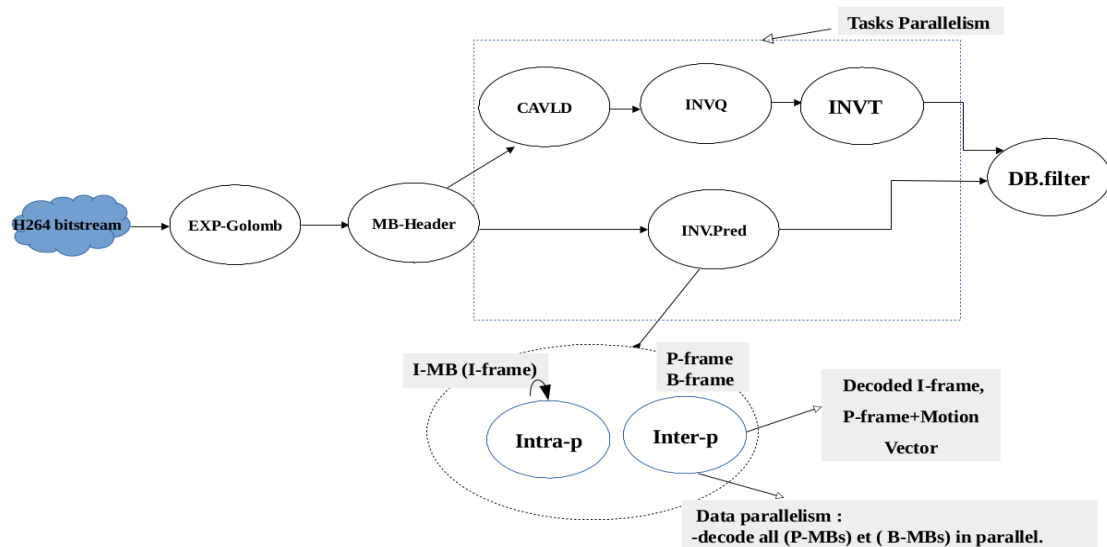 Tasks Parallelism
CAVLD
INVQ
INVT
DB.filter
H264 bitstream
EXP-Golomb
MB-Header
INV.Pred
I-MB (I-frame)
P-frame
B-frame
Intra-p
Inter-p
Decoded I-frame,
P-frame+Motion
Vector
Data parallelism :
-decode all (P-MBs) et ( B-MBs) in parallel.